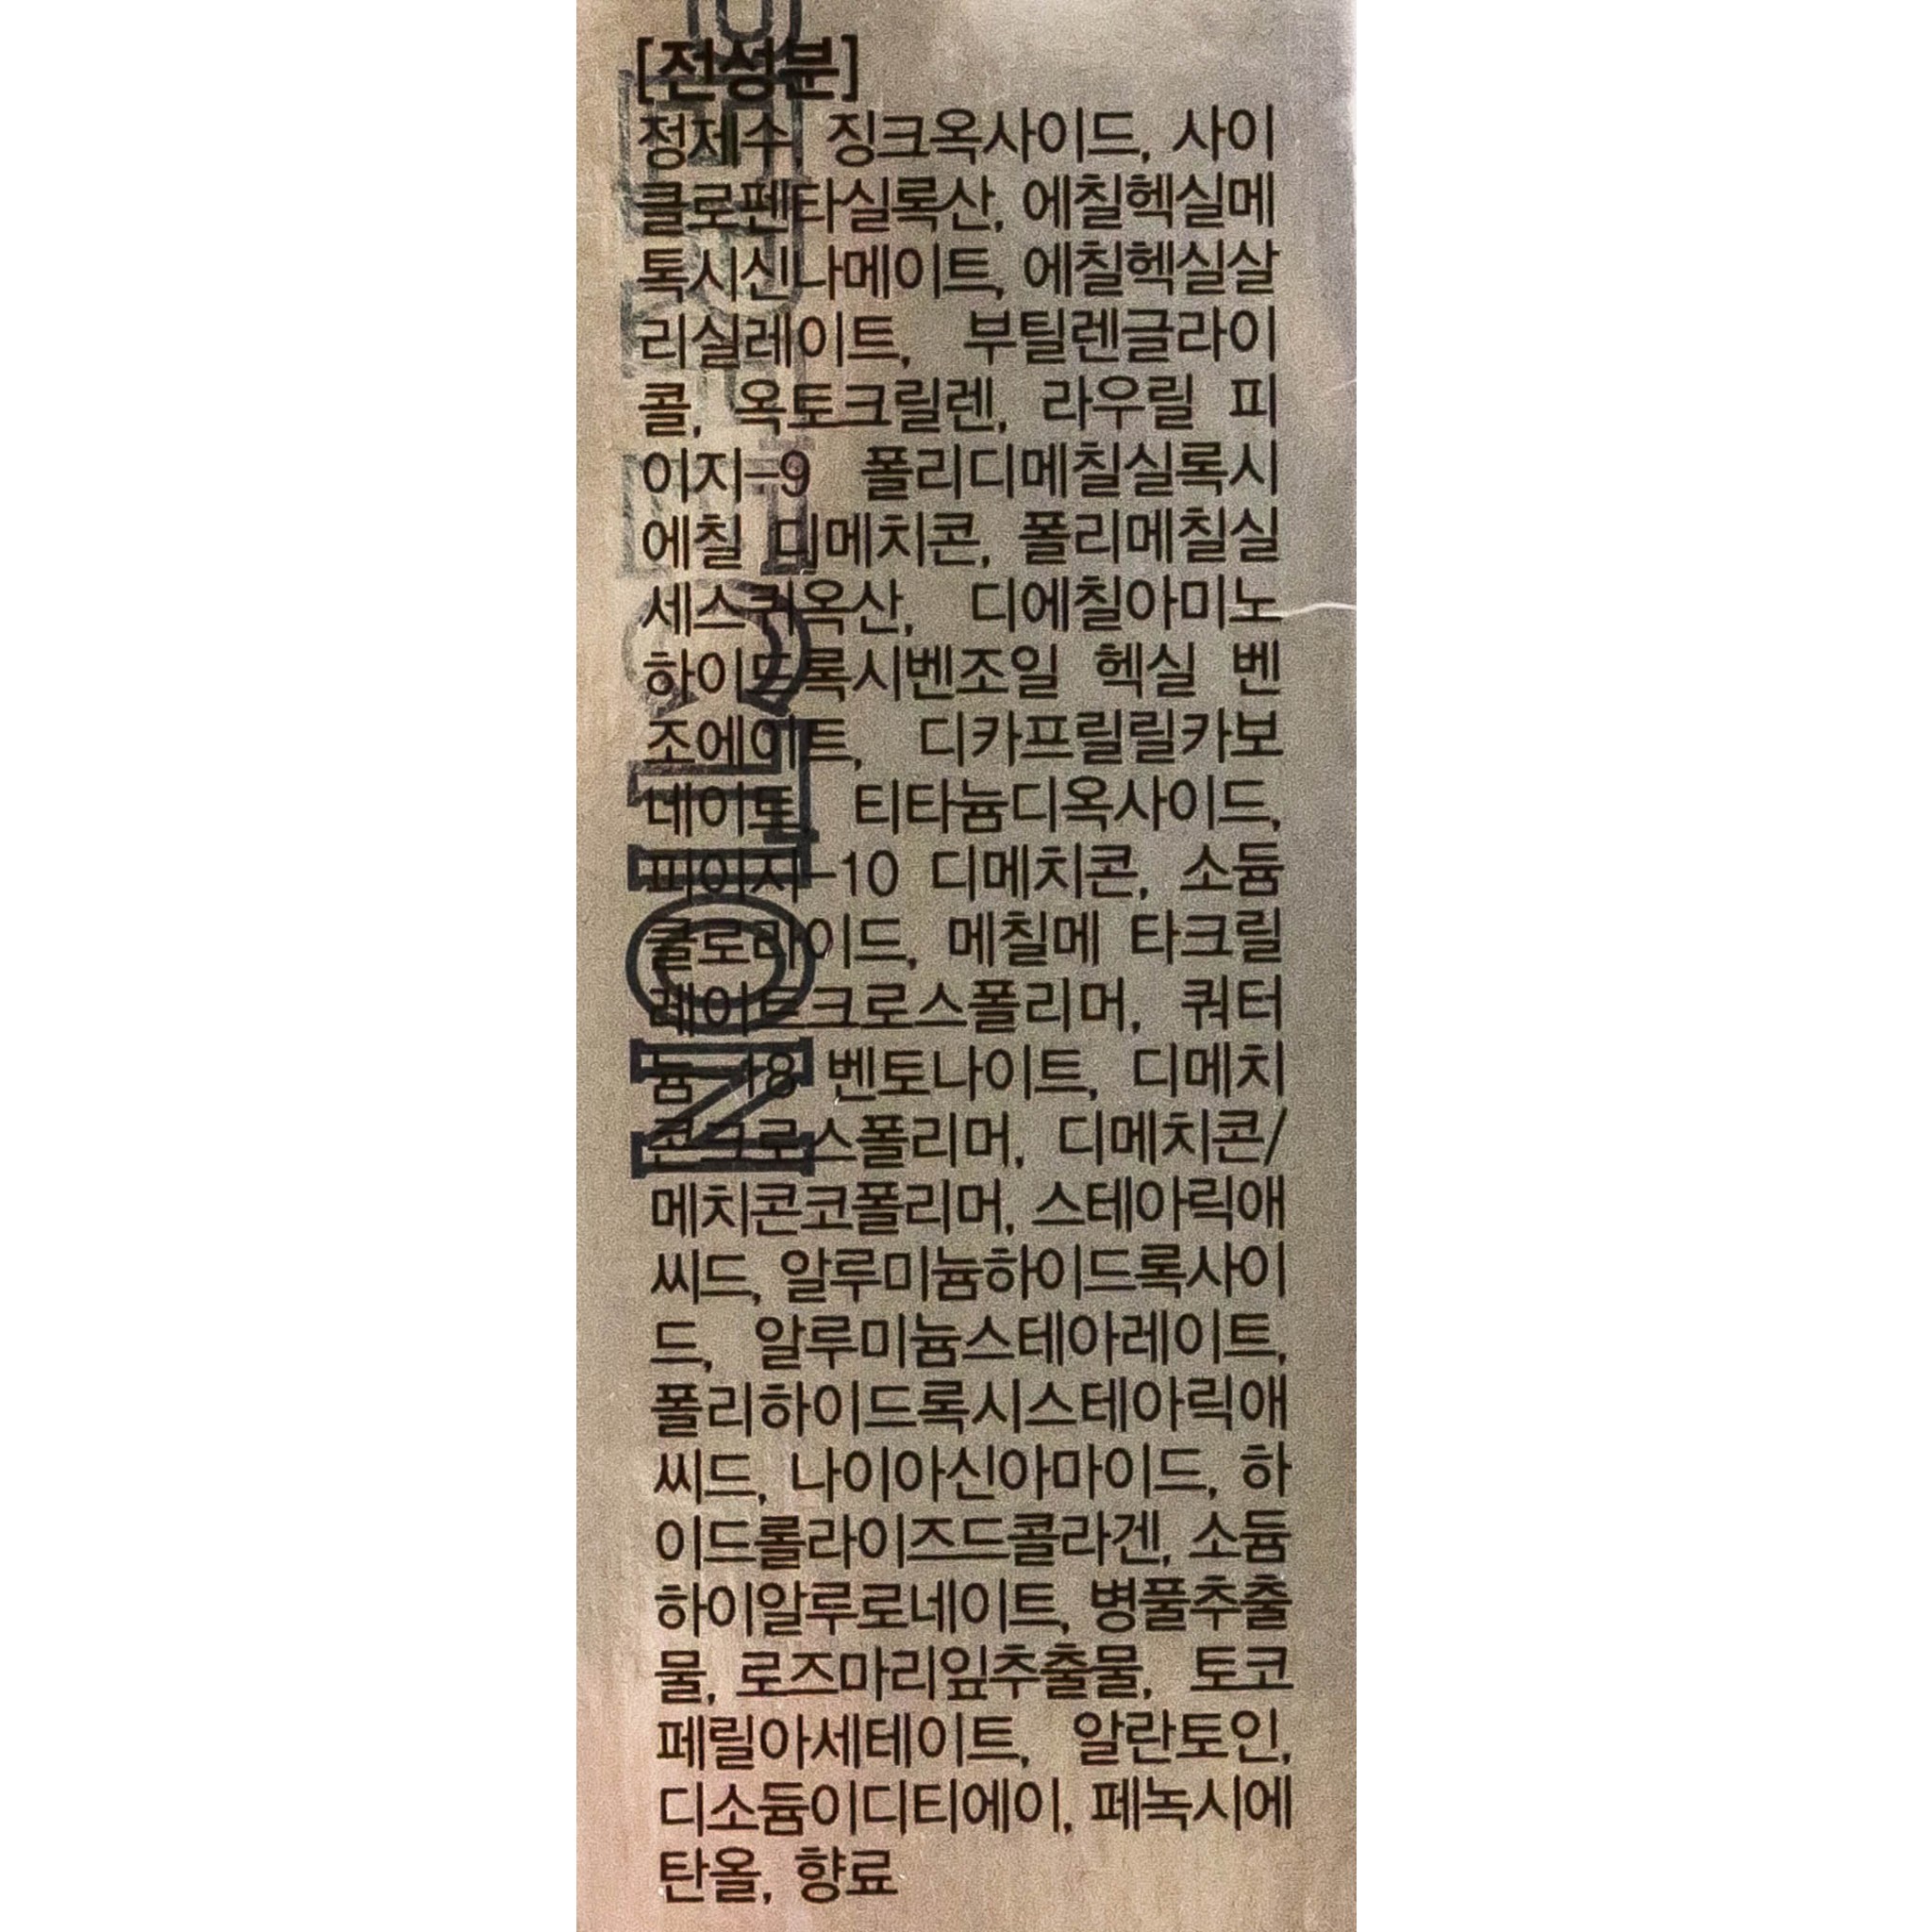 [전성분]
정제수, 징크옥사이드, 사이
클로펜타실록산, 에칠헥실메
톡시신나메이트, 에칠헥실살
리실레이트, 부틸렌글라이
콜, 옥토크릴렌, 라우릴 피
이지-9 폴리디메칠실록시
에칠 디메치콘, 폴리메칠실
세스퀴옥산, 디에칠아미노
하이드록시벤조일 헥실 벤
조에이트, 디카프릴릴카보
네이트, 티타늄디옥사이드,
피이지-10 디메치콘, 소듐
클로라이드, 메칠메 타크릴
레이트크로스폴리머, 쿼터
늄-18 벤토나이트, 디메치
콘크로스폴리머, 디메치콘/
메치콘코폴리머, 스테아릭애
씨드, 알루미늄하이드록사이
드, 알루미늄스테아레이트,
폴리하이드록시스테아릭애
씨드, 나이아신아마이드, 하
이드롤라이즈드콜라겐, 소듐
하이알루로네이트, 병풀추출
물, 로즈마리잎추출물, 토코
페릴아세테이트, 알란토인,
디소듐이디티에이, 페녹시에
탄올, 향료